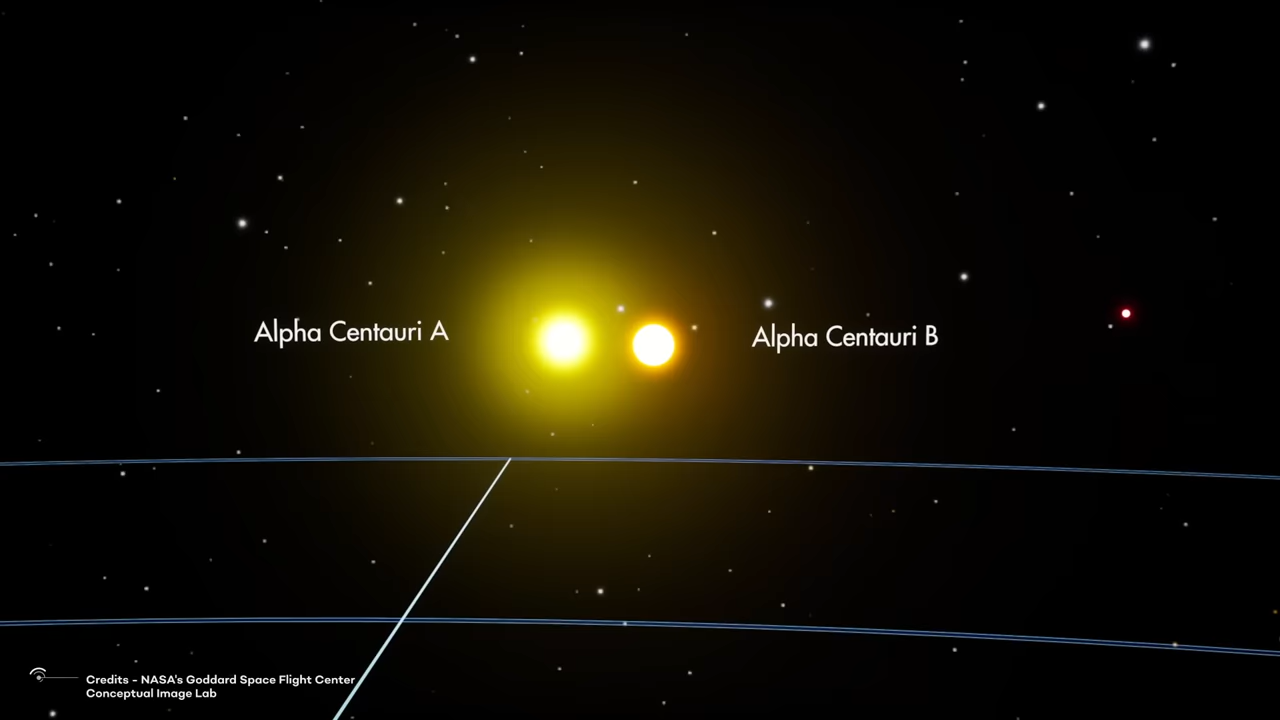 Alpha Centauri A
Alpha Centauri B
Credits - NASA's Goddard Space Flight Center
Conceptual Image Lab